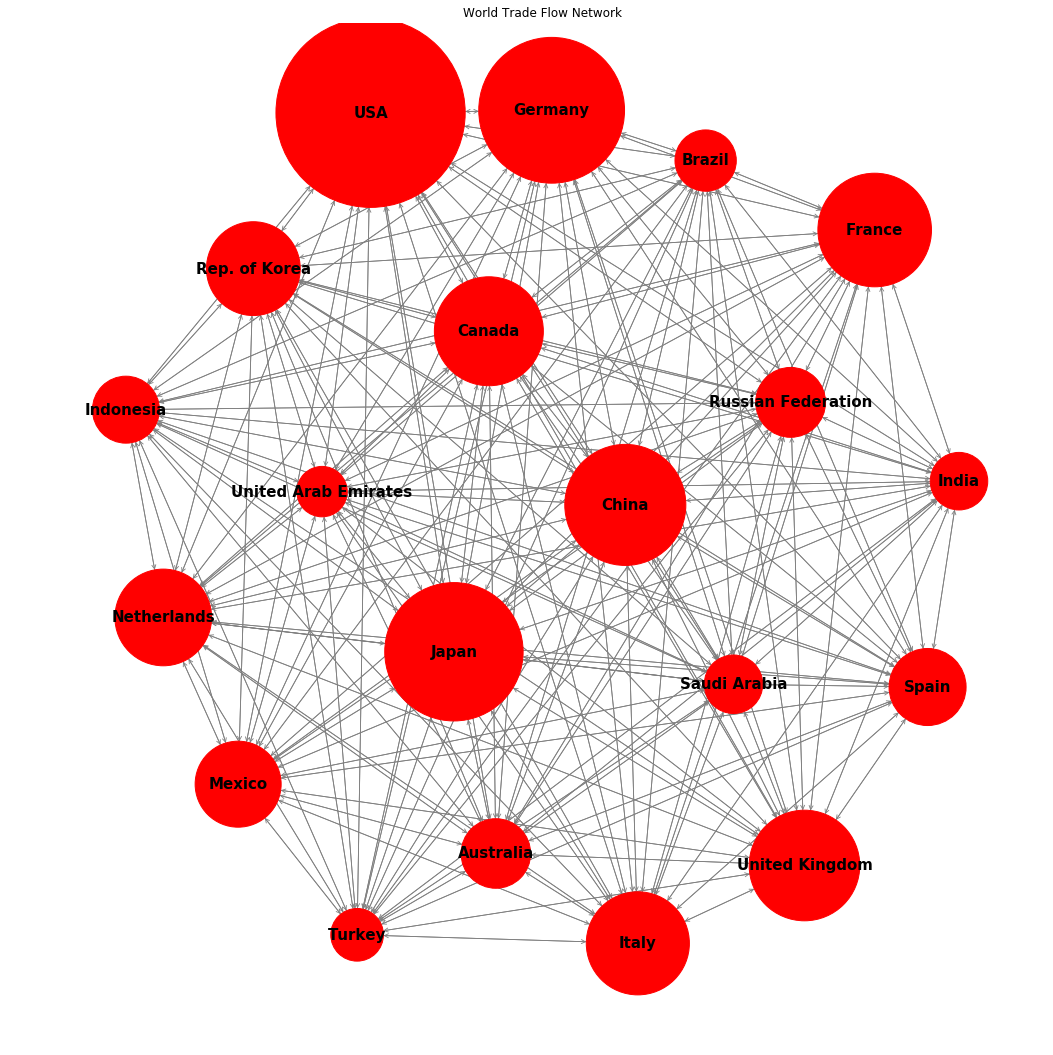 World Trade Flow Network
USA
Germany
Brazil
France
Rep. of Korea
Canada
Russian Federation
Indonesia
India
United Arab Emirates
China
Netherlands
Japan
Saudi Arabia
Spain
Mexico
Australia
United Kingdom
Turkey
Italy